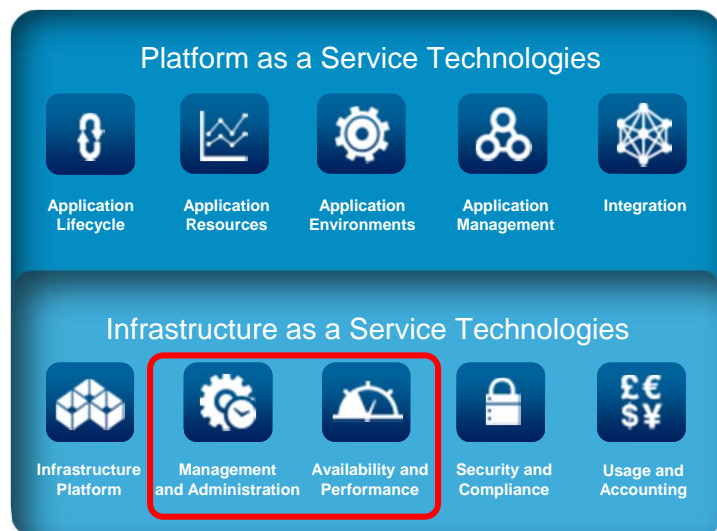 Platform as a Service Technologies
Application
Lifecycle
Application
Resources
Application
Environments
Application
Management
Integration
Infrastructure as a Service Technologies
£€
$¥
Infrastructure
Platform
Management
and Administration
Availability and
Performance
Security and
Compliance
Usage and
Accounting